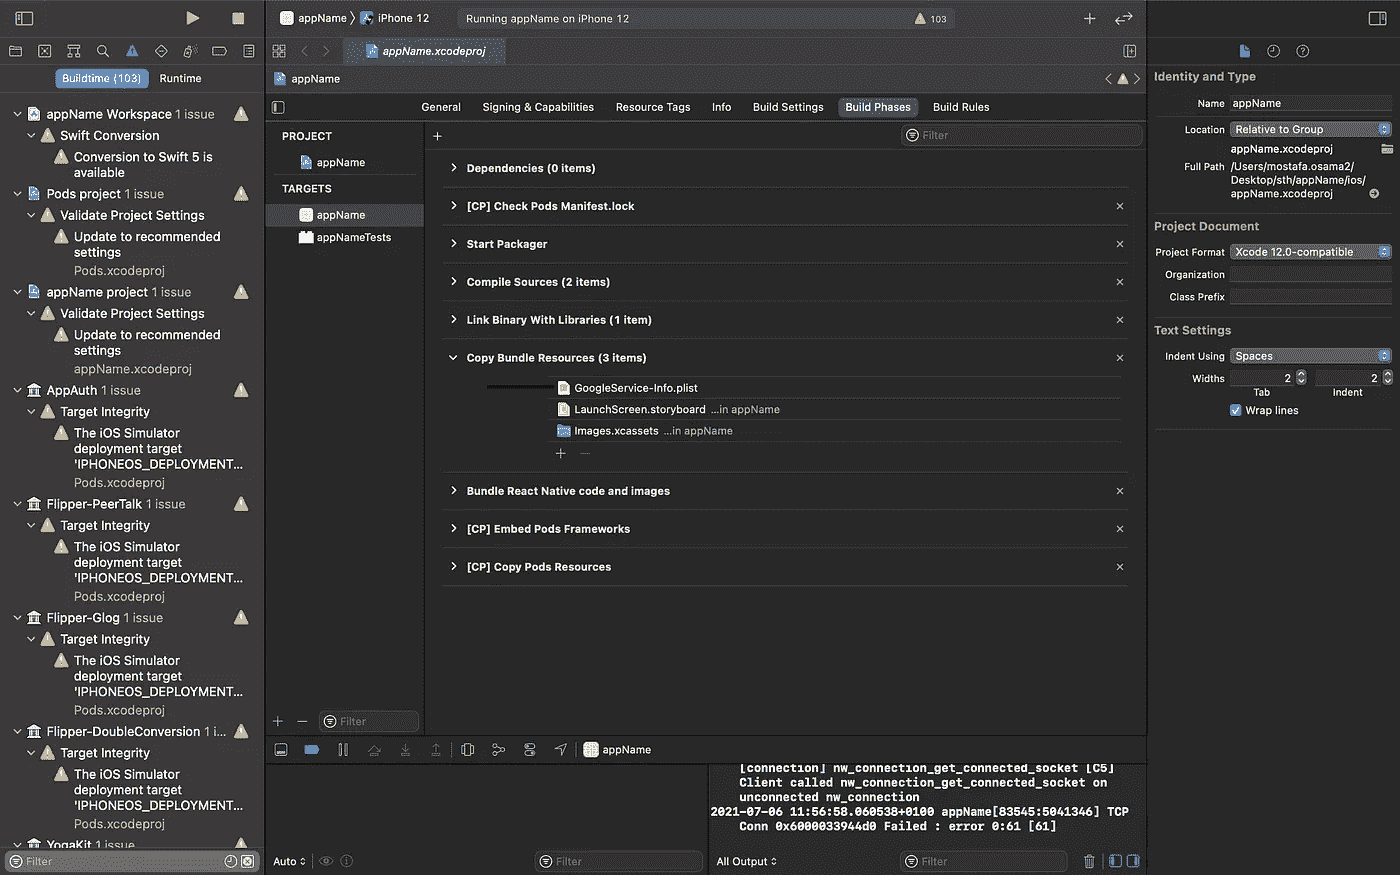 appName
iPhone 12
Running appName on iPhone 12
103
appName.xcodeproj
Buildtime (103)
Runtime
appName Workspace 1 issue
Swift Conversion
Conversion to Swift 5 is
available
Pods project 1 issue
Validate Project Settings
Update to recommended
settings
Pods.xcodeproj
appName project 1 issue
Validate Project Settings
Update to recommended
settings
appName.xcodeproj
AppAuth 1 issue
Target Integrity
The iOS Simulator
deployment target
'IPHONEOS_DEPLOYMENT...
Pods.xcodeproj
Flipper-PeerTalk 1 issue
Target Integrity
The iOS Simulator
deployment target
'IPHONEOS_DEPLOYMENT...
Pods.xcodeproj
Flipper-Glog 1 issue
Target Integrity
The iOS Simulator
deployment target
'IPHONEOS_DEPLOYMENT...
Pods.xcodeproj
Flipper-DoubleConversion 1 i...
Target Integrity
The iOS Simulator
deployment target
'IPHONEOS_DEPLOYMENT...
Pods.xcodeproj
YogaKit 1 issue
Filter
appName
General
Signing & Capabilities
Resource Tags
Info
Build Settings
Build Phases
Build Rules
PROJECT
appName
TARGETS
appName
appNameTests
Filter
Filter
Dependencies (0 items)
[CP] Check Pods Manifest.lock
Start Packager
Compile Sources (2 items)
Link Binary With Libraries (1 item)
Copy Bundle Resources (3 items)
GoogleService-Info.plist
LaunchScreen.storyboard ...in appName
Images.xcassets ...in appName
Bundle React Native code and images
[CP] Embed Pods Frameworks
[CP] Copy Pods Resources
appName
[connection] nw_connection_get_connected_socket [C5]
Client called nw_connection_get_connected_socket on
unconnected nw_connection
2021-07-06 11:56:58.060538+0100 appName[83545:5041346] TCP
Conn 0x6000033944d0 Failed : error 0:61 [61]
Auto
Filter
All Output
Filter
Identity and Type
Name appName
Location Relative to Group
appName.xcodeproj
Full Path /Users/mostafa.osama2/
Desktop/sth/appName/ios/
appName.xcodeproj
Project Document
Project Format Xcode 12.0-compatible
Organization
Class Prefix
Text Settings
Indent Using Spaces
Widths 2 2
Tab Indent
Wrap lines